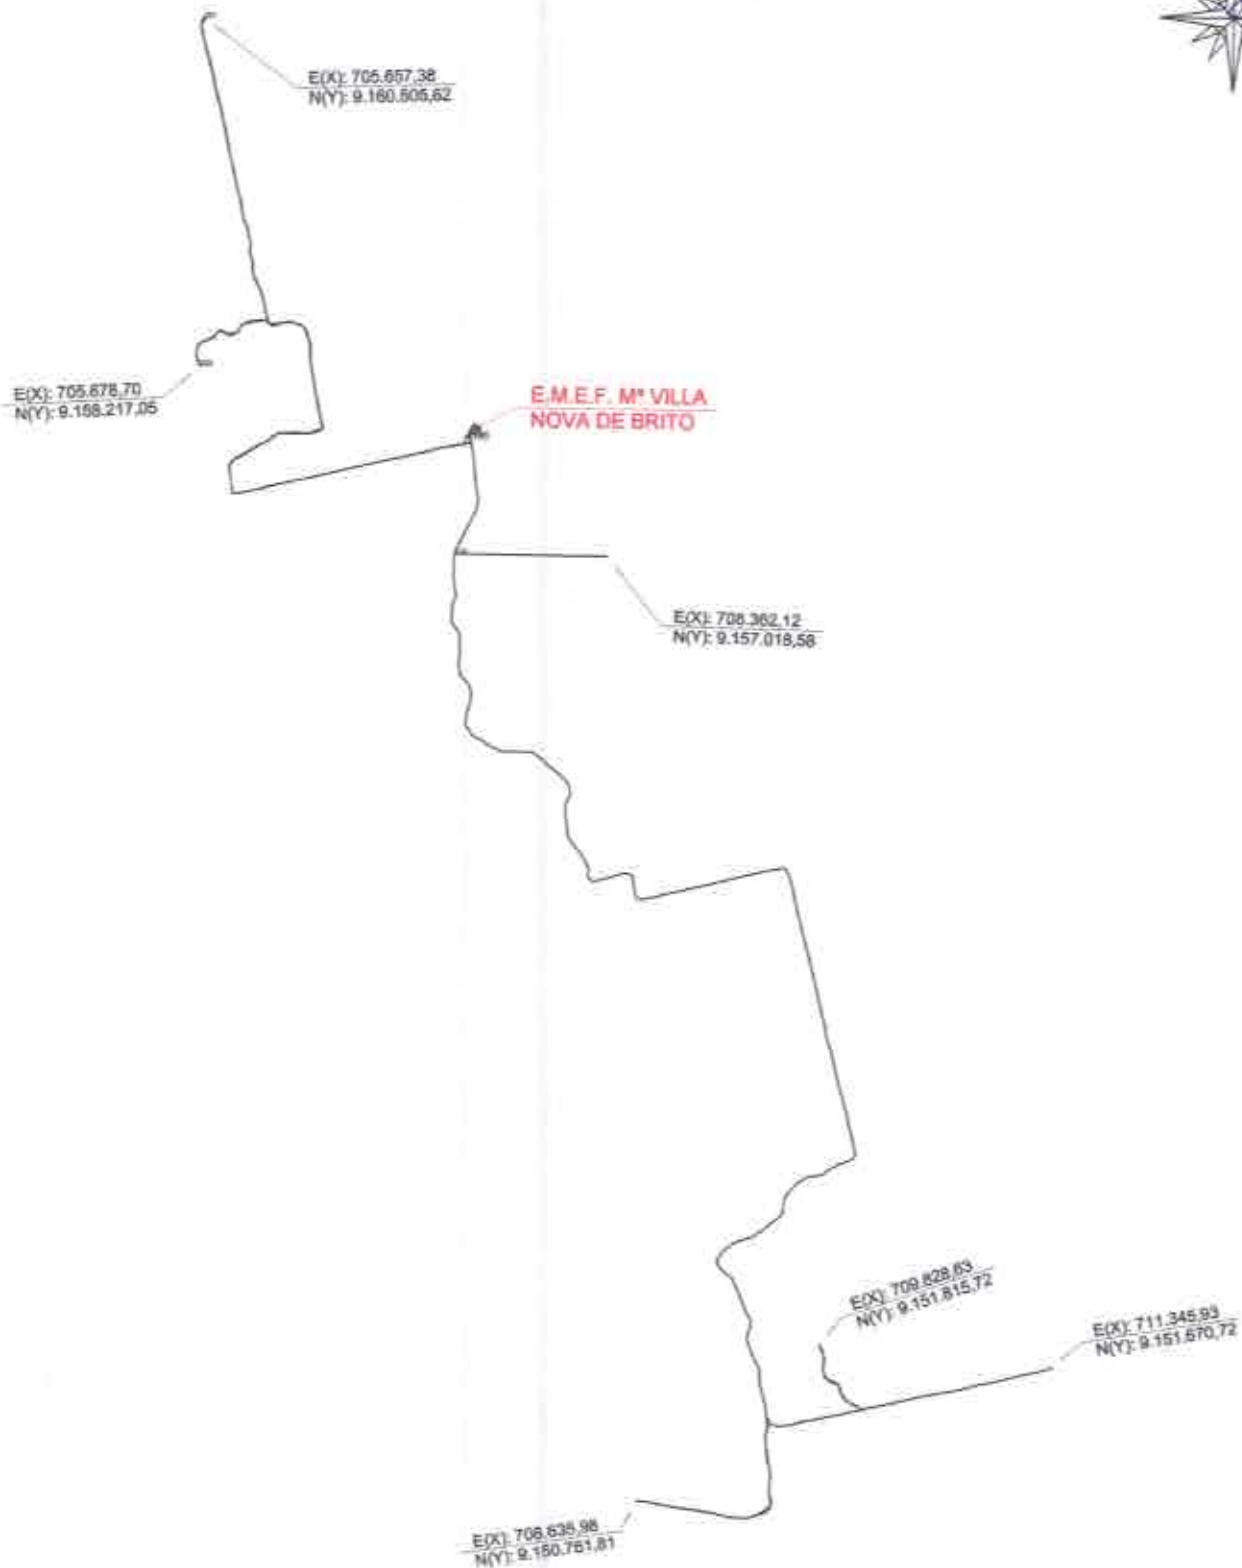 E(X): 705.657,38
N(Y): 9.160.505,62
E(X): 705.678,70
N(Y): 9.158.217,05
E.M.E.F. Mª VILLA
NOVA DE BRITO
E(X): 708.362,12
N(Y): 9.157.018,58
E(X): 709.828,63
N(Y): 9.151.815,72
E(X): 711.345,93
N(Y): 9.151.670,72
E(X): 708.635,98
N(Y): 9.150.761,81